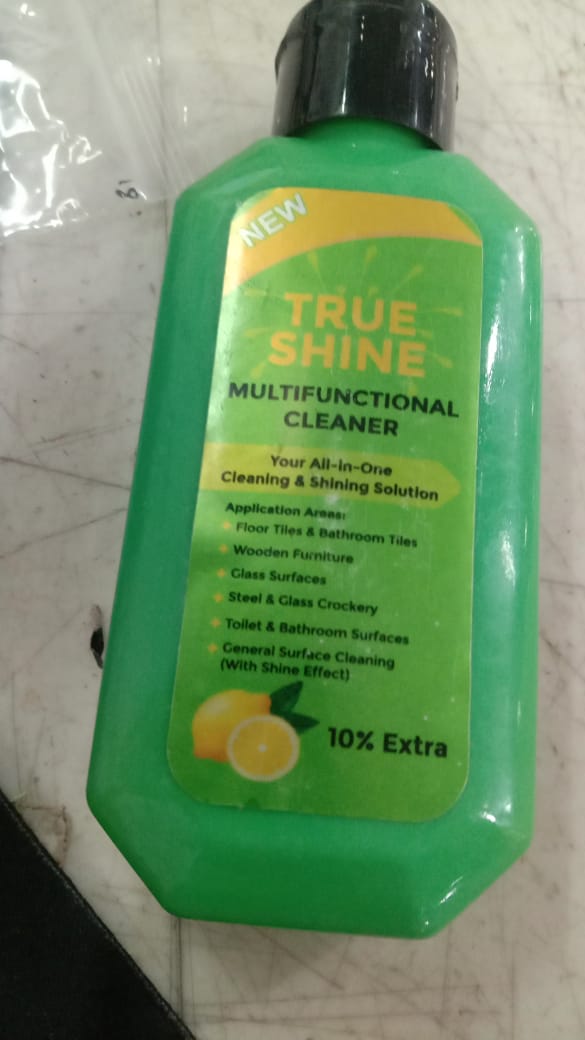 NEW
TRUE
SHINE
MULTIFUNCTIONAL
CLEANER
Your All-in-One
Cleaning & Shining Solution
Application Areas:
Floor Tiles & Bathroom Tiles
Wooden Furniture
Glass Surfaces
Steel & Glass Crockery
Toilet & Bathroom Surfaces
General Surface Cleaning
(With Shine Effect)
10% Extra